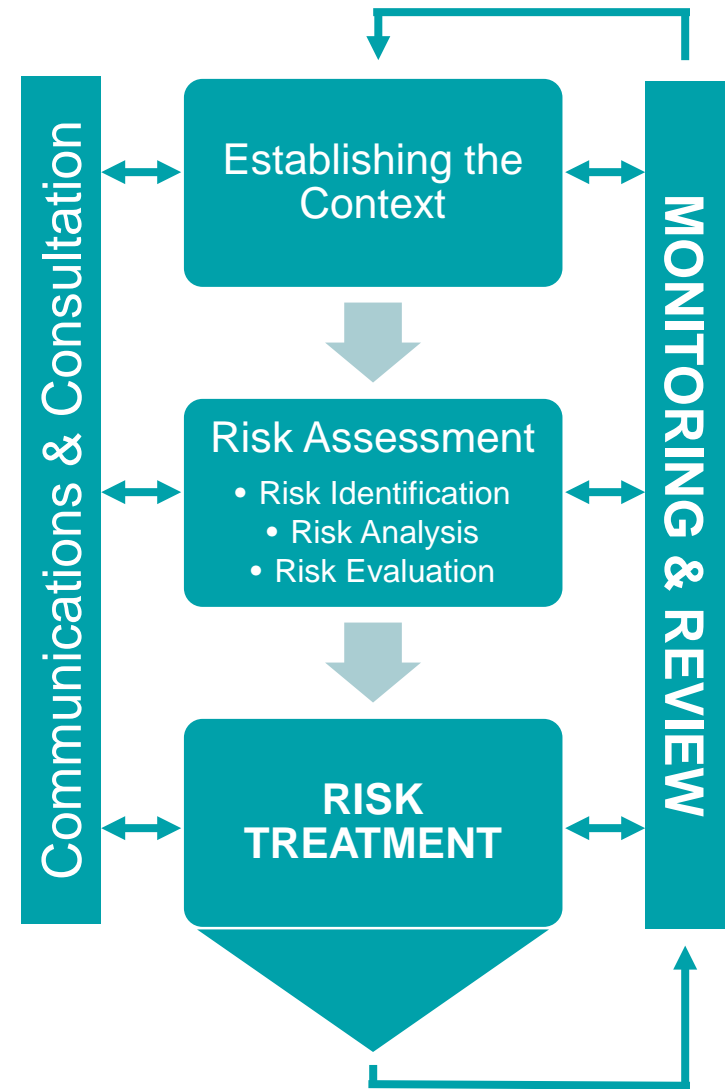 Communications & Consultation
Establishing the
Context
Risk Assessment
• Risk Identification
• Risk Analysis
• Risk Evaluation
RISK
TREATMENT
MONITORING & REVIEW